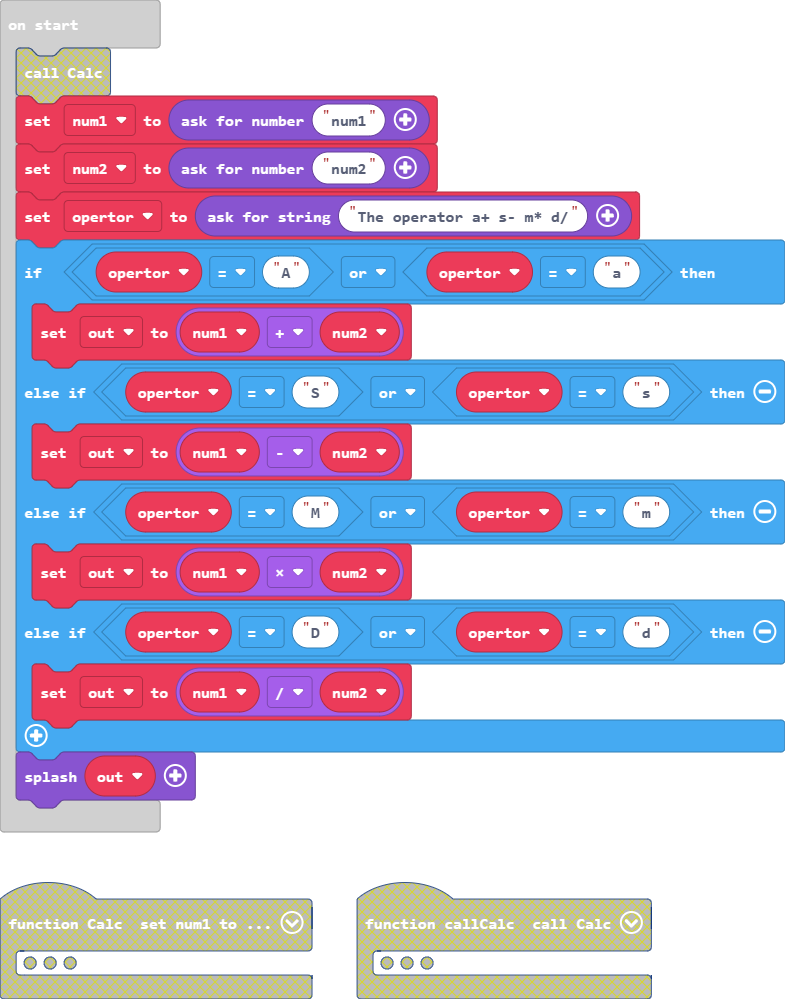 on start
call Calc
set num1 to ask for number "num1"
set num2 to ask for number "num2"
set opertor to ask for string "The operator a+ s- m* d/"
if opertor = "A" or opertor = "a" then
set out to num1 + num2
else if opertor = "S" or opertor = "s" then
set out to num1 - num2
else if opertor = "M" or opertor = "m" then
set out to num1 × num2
else if opertor = "D" or opertor = "d" then
set out to num1 / num2
splash out
function Calc set num1 to ...
function callCalc call Calc